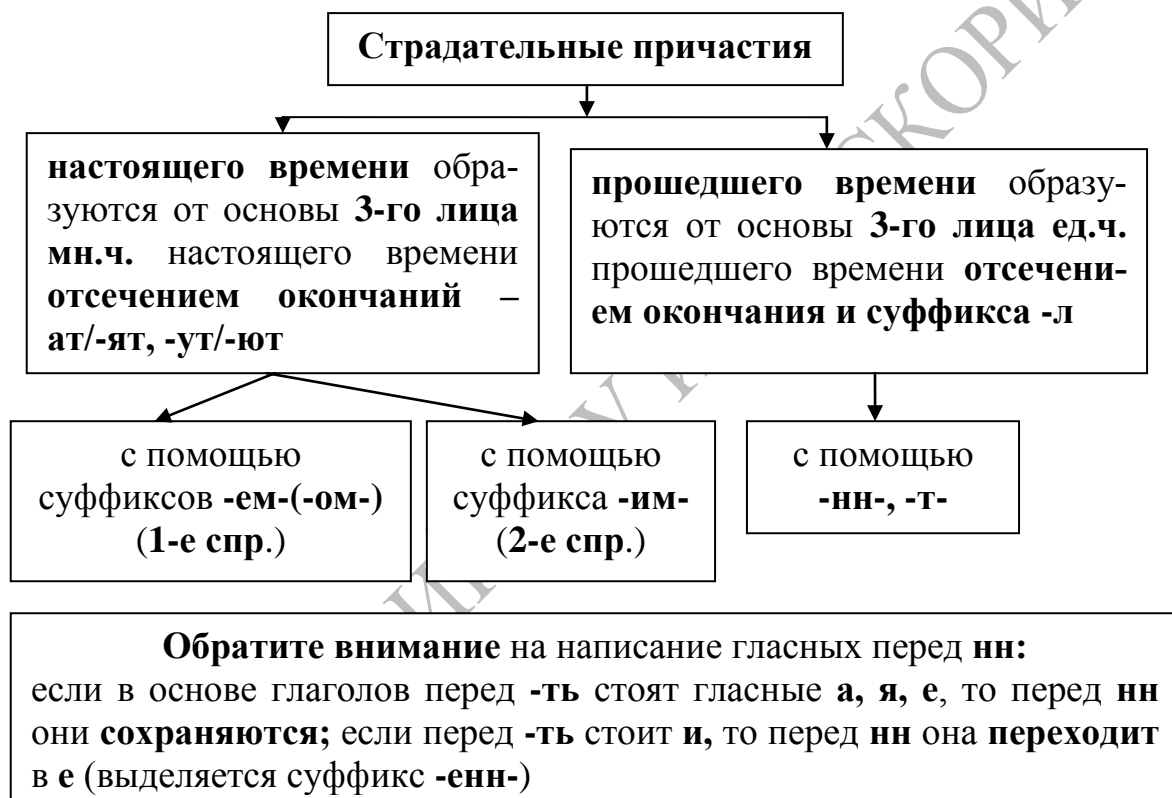 Страдательные причастия
настоящего времени обра-
зуются от основы 3-го лица
мн.ч. настоящего времени
отсечением окончаний –
ат/-ят, -ут/-ют
прошедшего времени образу-
ются от основы 3-го лица ед.ч.
прошедшего времени отсечени-
ем окончания и суффикса -л
с помощью
суффиксов -ем-(-ом-)
(1-е спр.)
с помощью
суффикса -им-
(2-е спр.)
с помощью
-нн-, -т-
Обратите внимание на написание гласных перед нн:
если в основе глаголов перед -ть стоят гласные а, я, е, то перед нн
они сохраняются; если перед -ть стоит и, то перед нн она переходит
в е (выделяется суффикс -енн-)